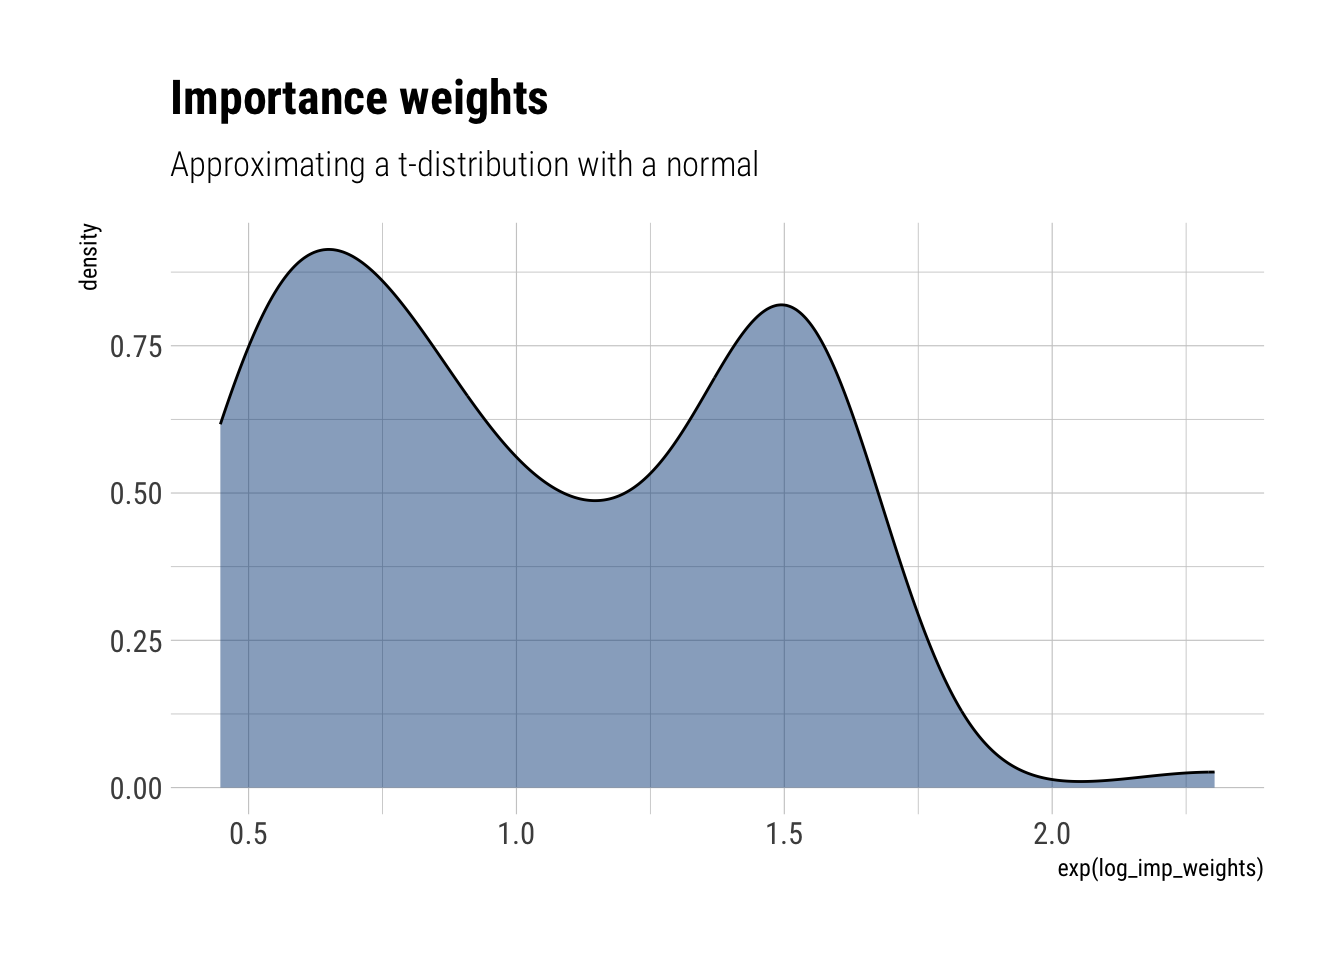 Importance weights
Approximating a t-distribution with a normal
density
0.75
0.50
0.25
0.00
0.5 1.0 1.5 2.0
exp(log_imp_weights)